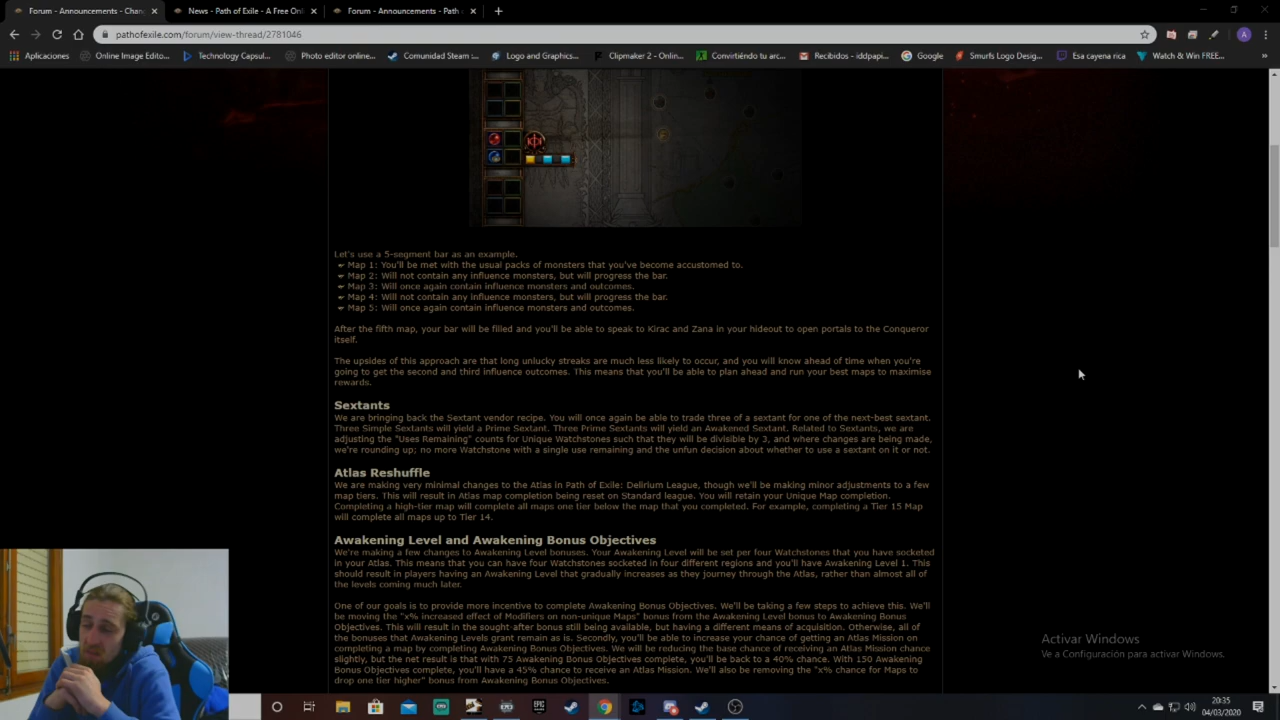 Forum - Announcements - Chan
News - Path of Exile - A Free Onl
Forum - Announcements - Path
pathofexile.com/forum/view-thread/2781046
Aplicaciones
Online Image Edito...
Technology Capsul...
Photo editor online...
Comunidad Steam :...
Logo and Graphics...
Clipmaker 2 - Onlin...
Convirtiéndo tu arc...
Recibidos - iddpapi...
Google
Smurfs Logo Desig...
Esa cayena rica
Watch & Win FREE...
Let's use a 5-segment bar as an example.
Map 1: You'll be met with the usual packs of monsters that you've become accustomed to.
Map 2: Will not contain any influence monsters, but will progress the bar.
Map 3: Will once again contain influence monsters and outcomes.
Map 4: Will not contain any influence monsters, but will progress the bar.
Map 5: Will once again contain influence monsters and outcomes.
After the fifth map, your bar will be filled and you'll be able to speak to Kirac and Zana in your hideout to open portals to the Conqueror
itself.
The upsides of this approach are that long unlucky streaks are much less likely to occur, and you will know ahead of time when you're
going to get the second and third influence outcomes. This means that you'll be able to plan ahead and run your best maps to maximise
rewards.
Sextants
We are bringing back the Sextant vendor recipe. You will once again be able to trade three of a sextant for one of the next-best sextant.
Three Simple Sextants will yield a Prime Sextant. Three Prime Sextants will yield an Awakened Sextant. Related to Sextants, we are
adjusting the "Uses Remaining" counts for Unique Watchstones such that they will be divisible by 3, and where changes are being made,
we're rounding up; no more Watchstone with a single use remaining and the unfun decision about whether to use a sextant on it or not.
Atlas Reshuffle
We are making very minimal changes to the Atlas in Path of Exile: Delirium League, though we'll be making minor adjustments to a few
map tiers. This will result in Atlas map completion being reset on Standard league. You will retain your Unique Map completion.
Completing a high-tier map will complete all maps one tier below the map that you completed. For example, completing a Tier 15 Map
will complete all maps up to Tier 14.
Awakening Level and Awakening Bonus Objectives
We're making a few changes to Awakening Level bonuses. Your Awakening Level will be set per four Watchstones that you have socketed
in your Atlas. This means that you can have four Watchstones socketed in four different regions and you'll have Awakening Level 1. This
should result in players having an Awakening Level that gradually increases as they journey through the Atlas, rather than almost all of
the levels coming much later.
One of our goals is to provide more incentive to complete Awakening Bonus Objectives. We'll be taking a few steps to achieve this. We'll
be moving the "x% increased effect of Modifiers on non-unique Maps" bonus from the Awakening Level bonus to Awakening Bonus
Objectives. This will result in the sought-after bonus still being available, but having a different means of acquisition. Otherwise, all of
the bonuses that Awakening Levels grant remain as is. Secondly, you'll be able to increase your chance of getting an Atlas Mission on
completing a map by completing Awakening Bonus Objectives. We will be reducing the base chance of receiving an Atlas Mission chance
slightly, but the net result is that with 75 Awakening Bonus Objectives complete, you'll be back to a 40% chance. With 150 Awakening
Bonus Objectives complete, you'll have a 45% chance to receive an Atlas Mission. We'll also be removing the "x% chance for Maps to
drop one tier higher" bonus from Awakening Bonus Objectives.
Activar Windows
Ve a Configuración para activar Windows.
EPIC
20:35
04/03/2020